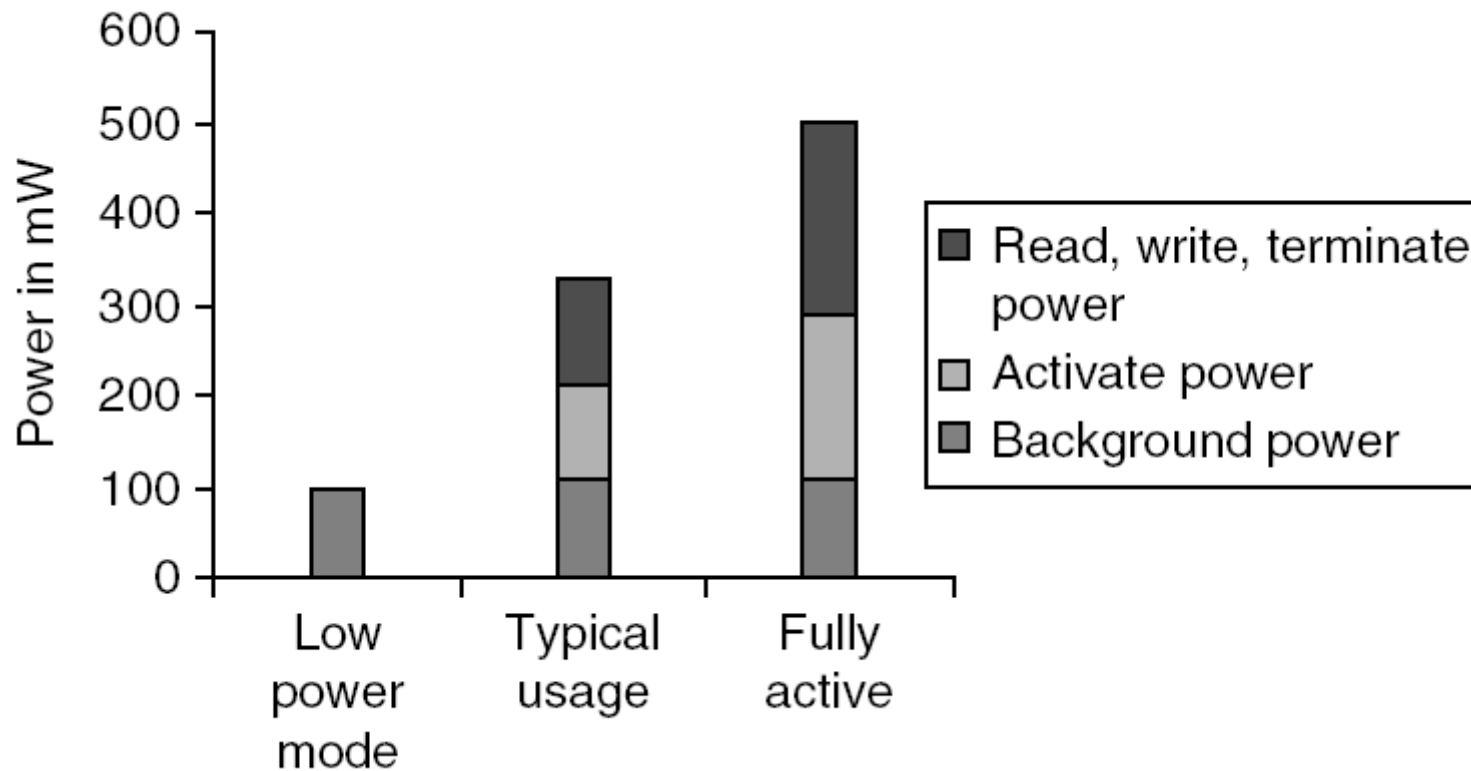 600
500
400
300
200
100
0
Power in mW
Low
power
mode
Typical
usage
Fully
active
Read, write, terminate
power
Activate power
Background power